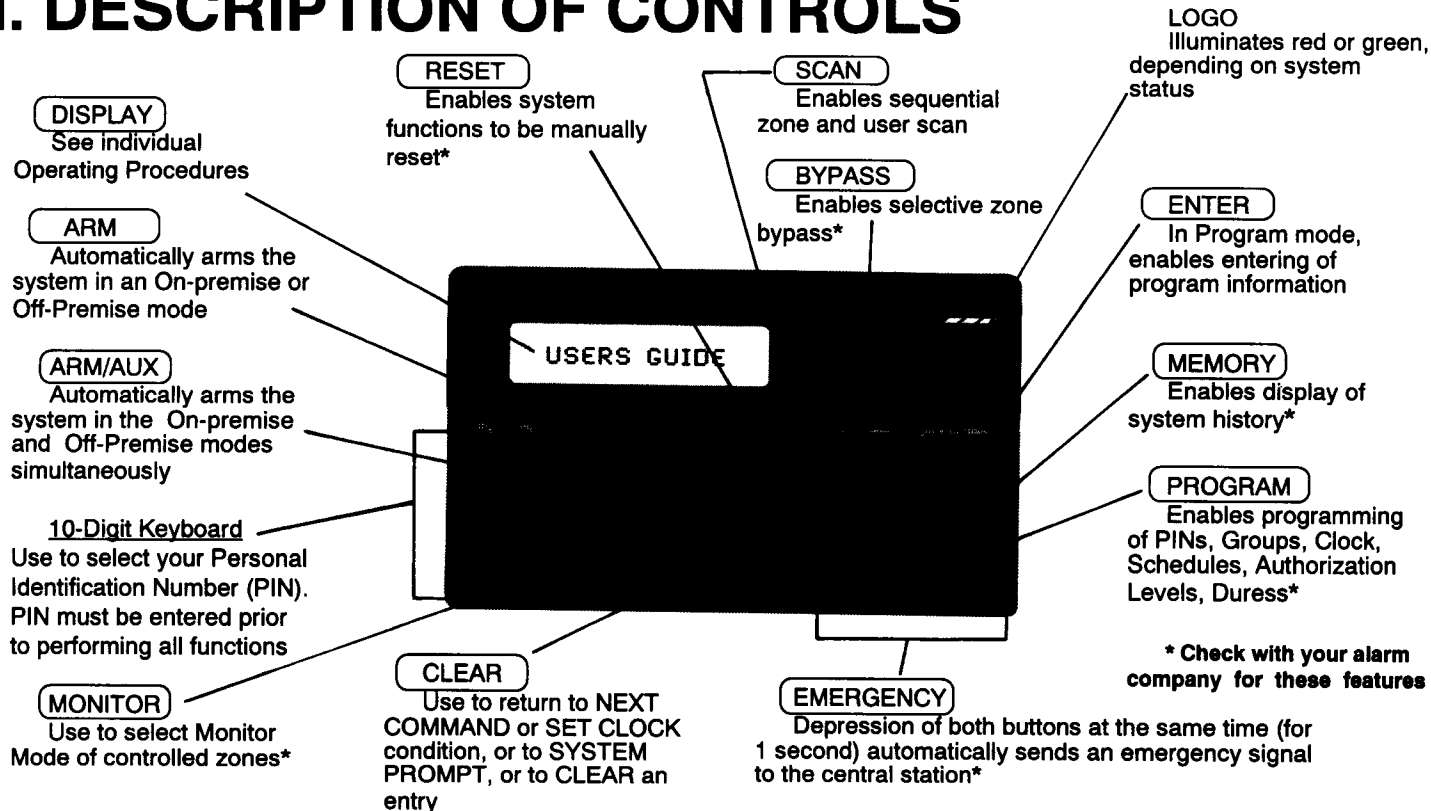 I. DESCRIPTION OF CONTROLS
LOGO
Illuminates red or green,
depending on system
status
RESET
Enables system
functions to be manually
reset*
SCAN
Enables sequential
zone and user scan
DISPLAY
See individual
Operating Procedures
BYPASS
Enables selective zone
bypass*
ENTER
In Program mode,
enables entering of
program information
ARM
Automatically arms the
system in an On-premise or
Off-Premise mode
USERS GUIDE
ARM/AUX
Automatically arms the
system in the On-premise
and Off-Premise modes
simultaneously
MEMORY
Enables display of
system history*
PROGRAM
Enables programming
of PINs, Groups, Clock,
Schedules, Authorization
Levels, Duress*
10-Digit Keyboard
Use to select your Personal
Identification Number (PIN).
PIN must be entered prior
to performing all functions
* Check with your alarm
company for these features
MONITOR
Use to select Monitor
Mode of controlled zones*
CLEAR
Use to return to NEXT
COMMAND or SET CLOCK
condition, or to SYSTEM
PROMPT, or to CLEAR an
entry
EMERGENCY
Depression of both buttons at the same time (for
1 second) automatically sends an emergency signal
to the central station*